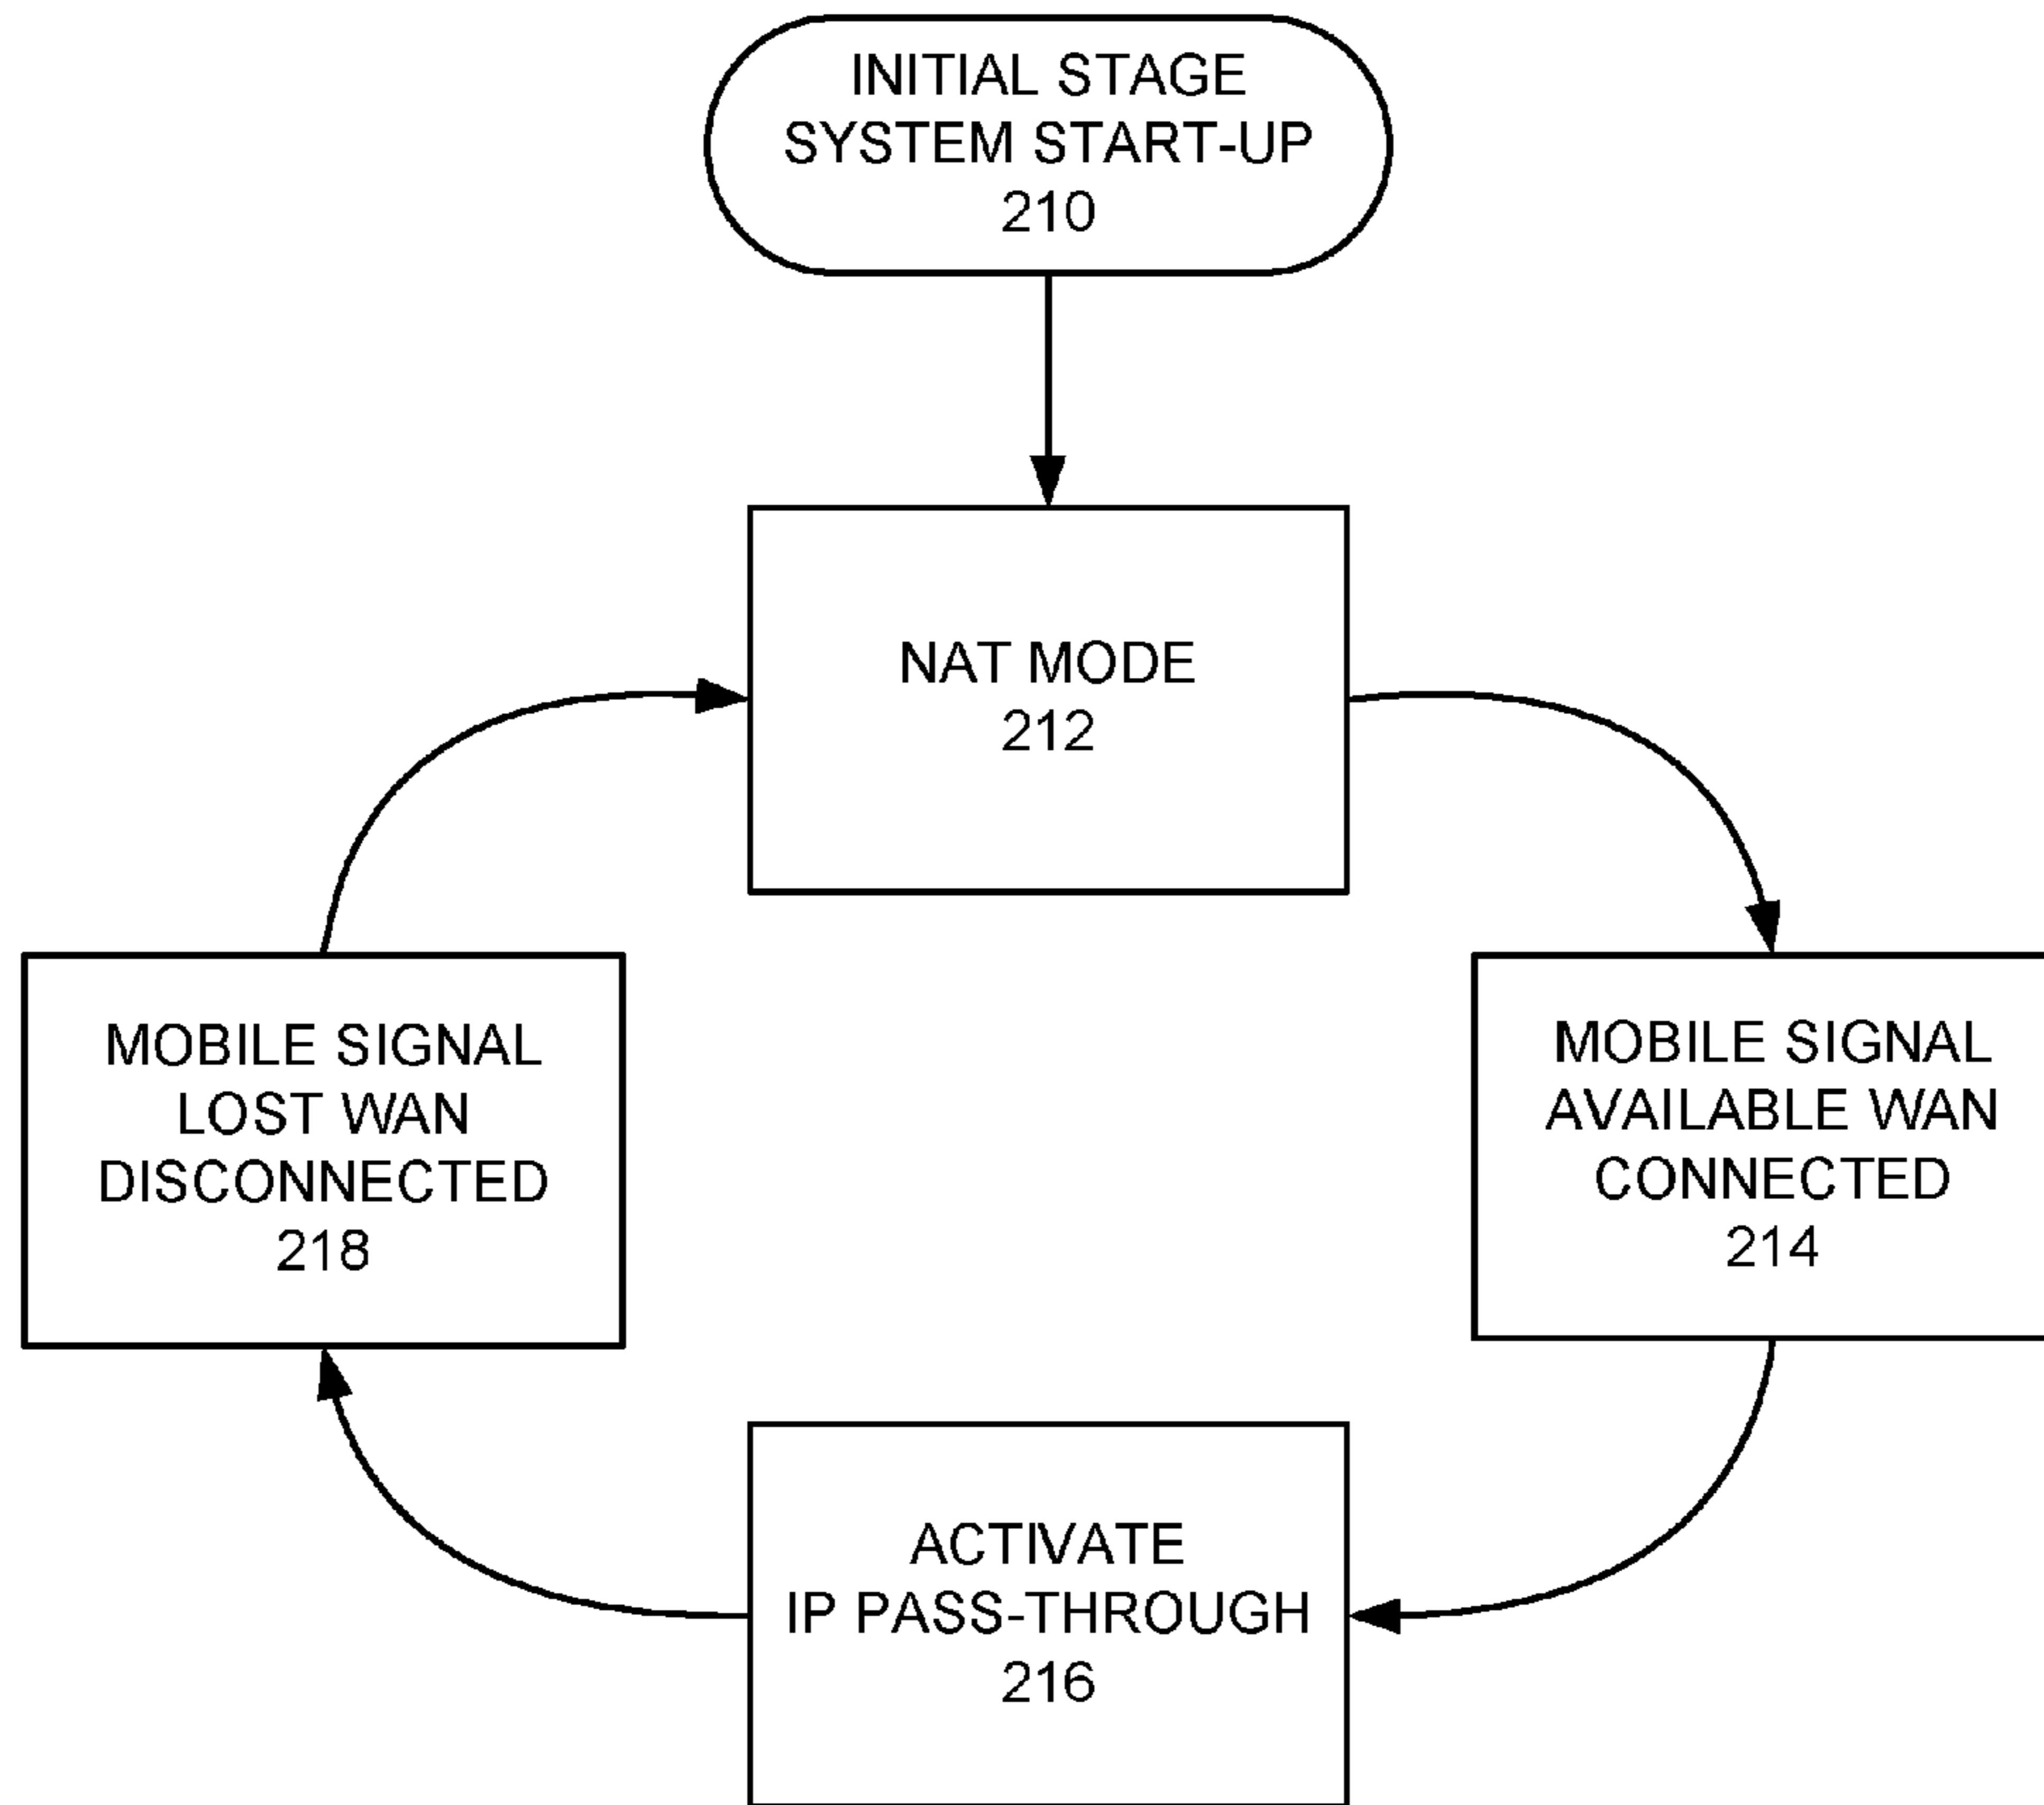 INITIAL STAGE
SYSTEM START-UP
210
NAT MODE
212
MOBILE SIGNAL
LOST WAN
DISCONNECTED
218
MOBILE SIGNAL
AVAILABLE WAN
CONNECTED
214
ACTIVATE
IP PASS-THROUGH
216